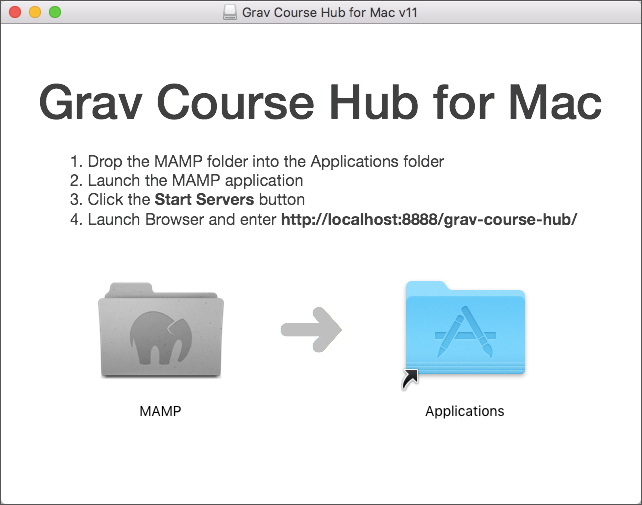 Grav Course Hub for Mac v11
Grav Course Hub for Mac
1. Drop the MAMP folder into the Applications folder
2. Launch the MAMP application
3. Click the Start Servers button
4. Launch Browser and enter http://localhost:8888/grav-course-hub/
MAMP
Applications